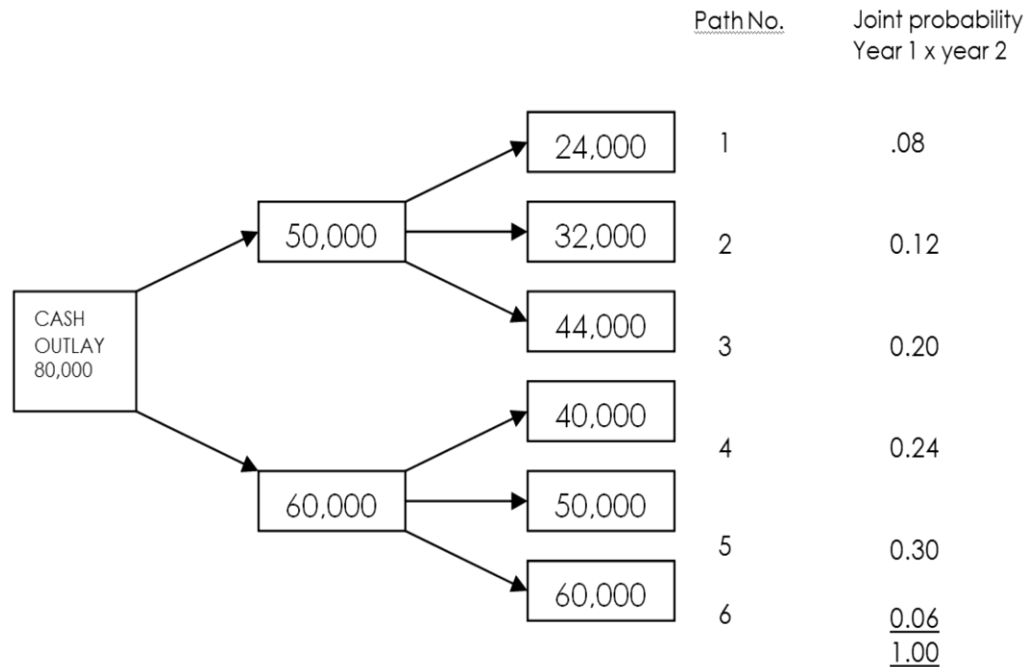 Path No. Joint probability
Year 1 x year 2
24,000 1 .08
50,000 32,000 2 0.12
CASH
OUTLAY
80,000
44,000 3 0.20
40,000 4 0.24
60,000 50,000 5 0.30
60,000 6 0.06
1.00